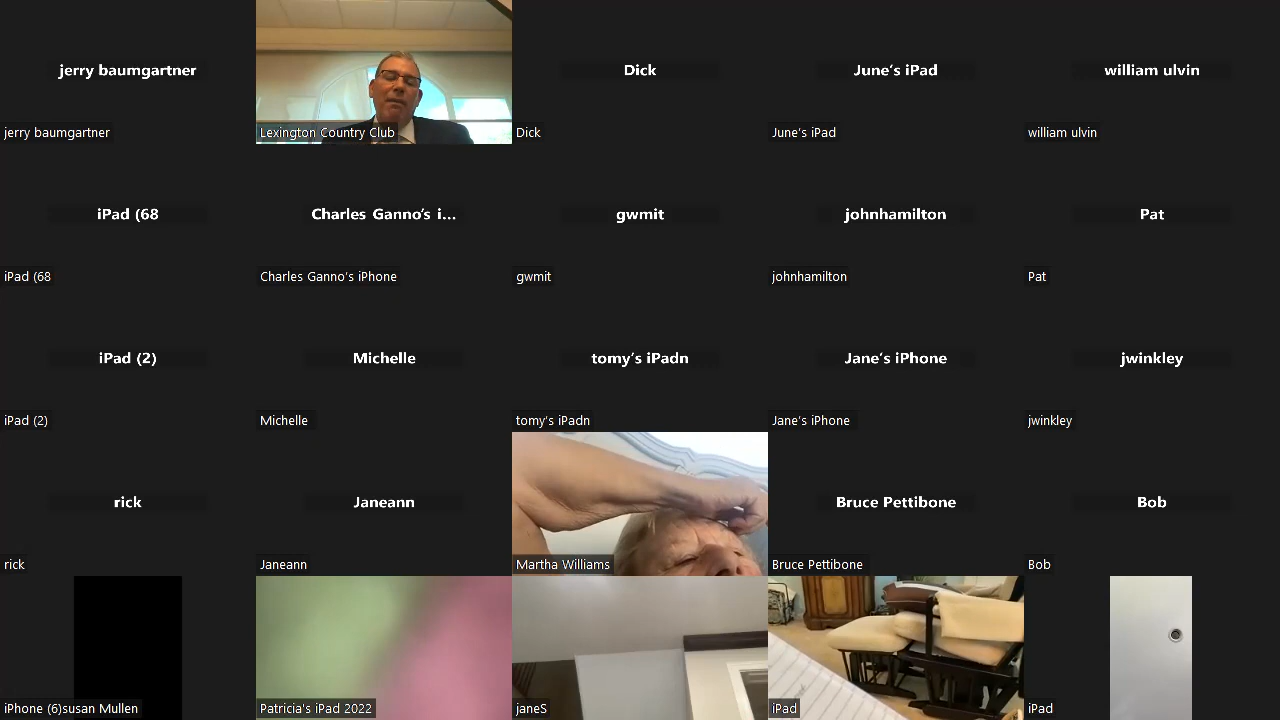 jerry baumgartner
jerry baumgartner
Lexington Country Club
Dick
Dick
June's iPad
June's iPad
william ulvin
william ulvin
iPad (68
iPad (68
Charles Ganno's i...
Charles Ganno's iPhone
gwmit
gwmit
johnhamilton
johnhamilton
Pat
Pat
iPad (2)
iPad (2)
Michelle
Michelle
tomy's iPadn
tomy's iPadn
Jane's iPhone
Jane's iPhone
jwinkley
jwinkley
rick
rick
Janeann
Janeann
Martha Williams
Bruce Pettibone
Bruce Pettibone
Bob
Bob
iPhone (6)susan Mullen
Patricia's iPad 2022
janeS
iPad
iPad